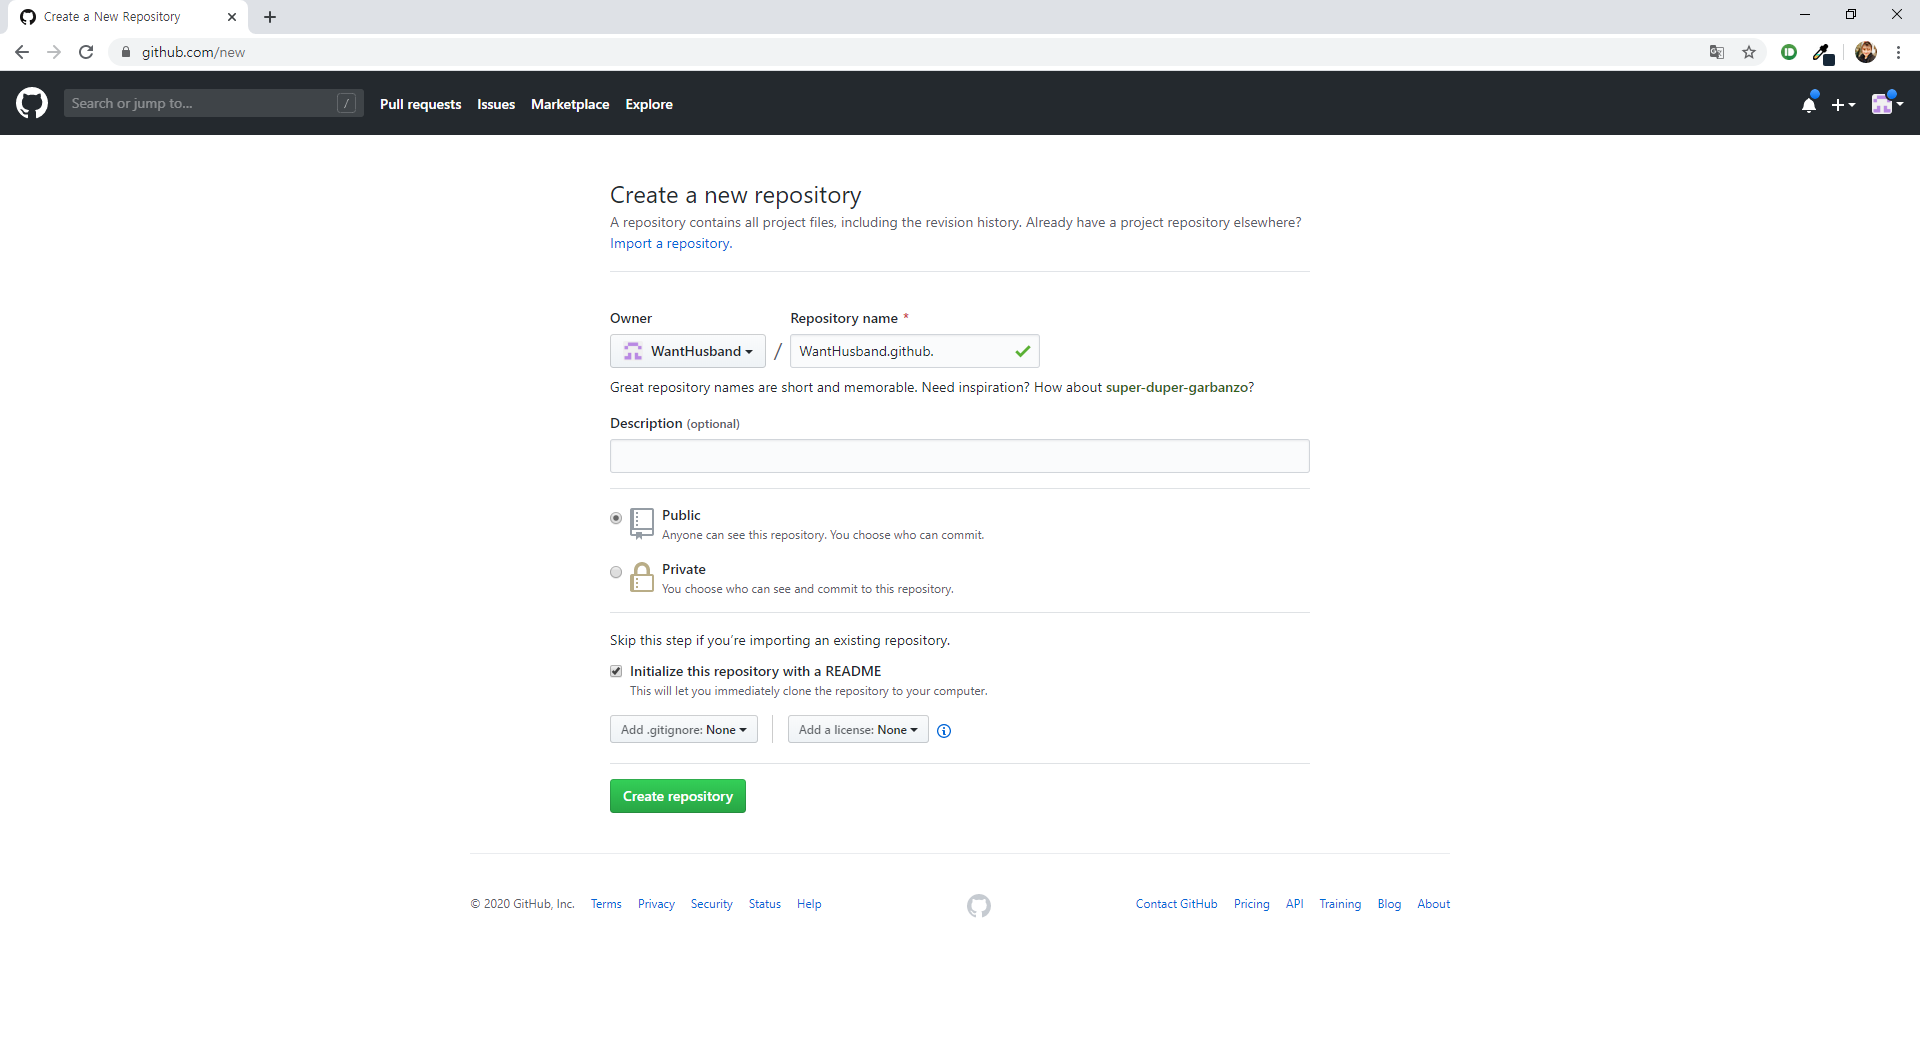 Create a New Repository
github.com/new
Search or jump to... /
Pull requests Issues Marketplace Explore
Create a new repository
A repository contains all project files, including the revision history. Already have a project repository elsewhere?
Import a repository.
Owner Repository name *
WantHusband / WantHusband.github.
Great repository names are short and memorable. Need inspiration? How about super-duper-garbanzo?
Description (optional)
Public
Anyone can see this repository. You choose who can commit.
Private
You choose who can see and commit to this repository.
Skip this step if you’re importing an existing repository.
Initialize this repository with a README
This will let you immediately clone the repository to your computer.
Add .gitignore: None Add a license: None
Create repository
© 2020 GitHub, Inc. Terms Privacy Security Status Help Contact GitHub Pricing API Training Blog About